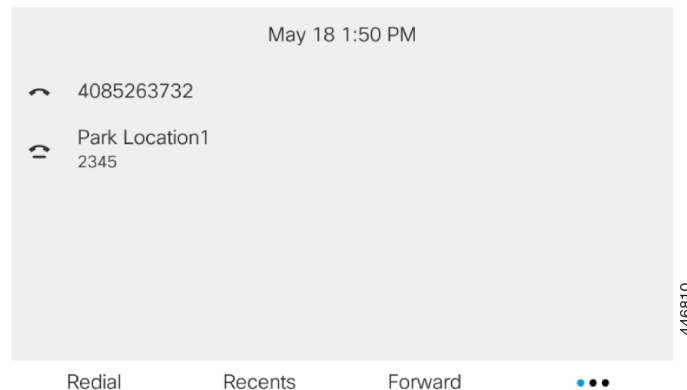 May 18 1:50 PM
4085263732
Park Location1
2345
Redial Recents Forward
446810